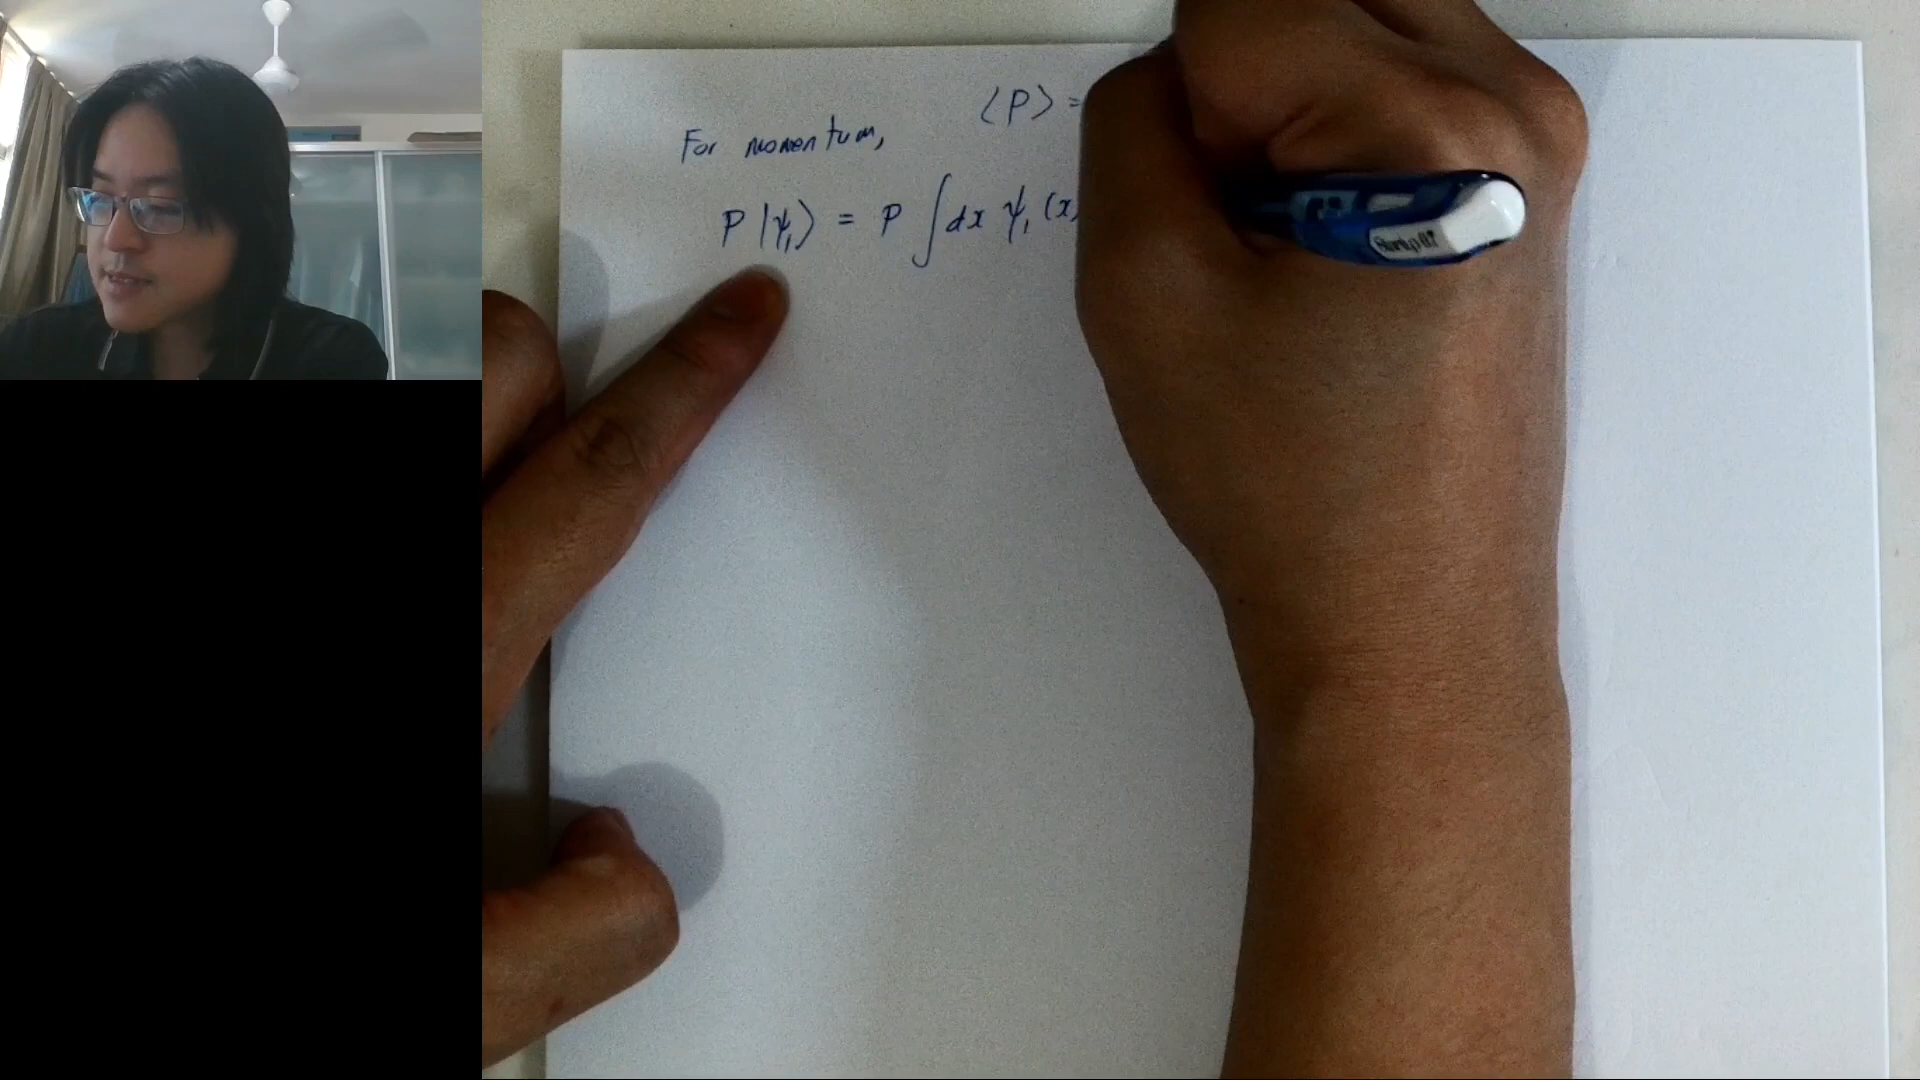 ⟨P⟩ =
For momentum,
P |ψ₁⟩ = P ∫dx ψ₁ (x)